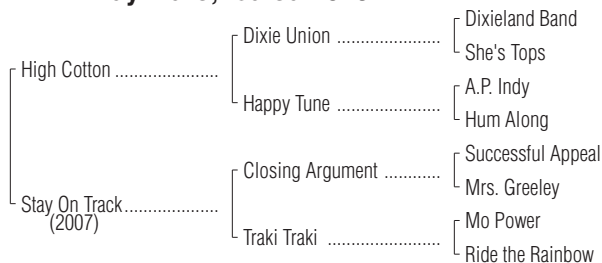 Dixieland Band
Dixie Union ....................
She's Tops
High Cotton ....................
A.P. Indy
Happy Tune ....................
Hum Along
Successful Appeal
Closing Argument ...........
Mrs. Greeley
Stay On Track..................
(2007)
Mo Power
Traki Traki ......................
Ride the Rainbow